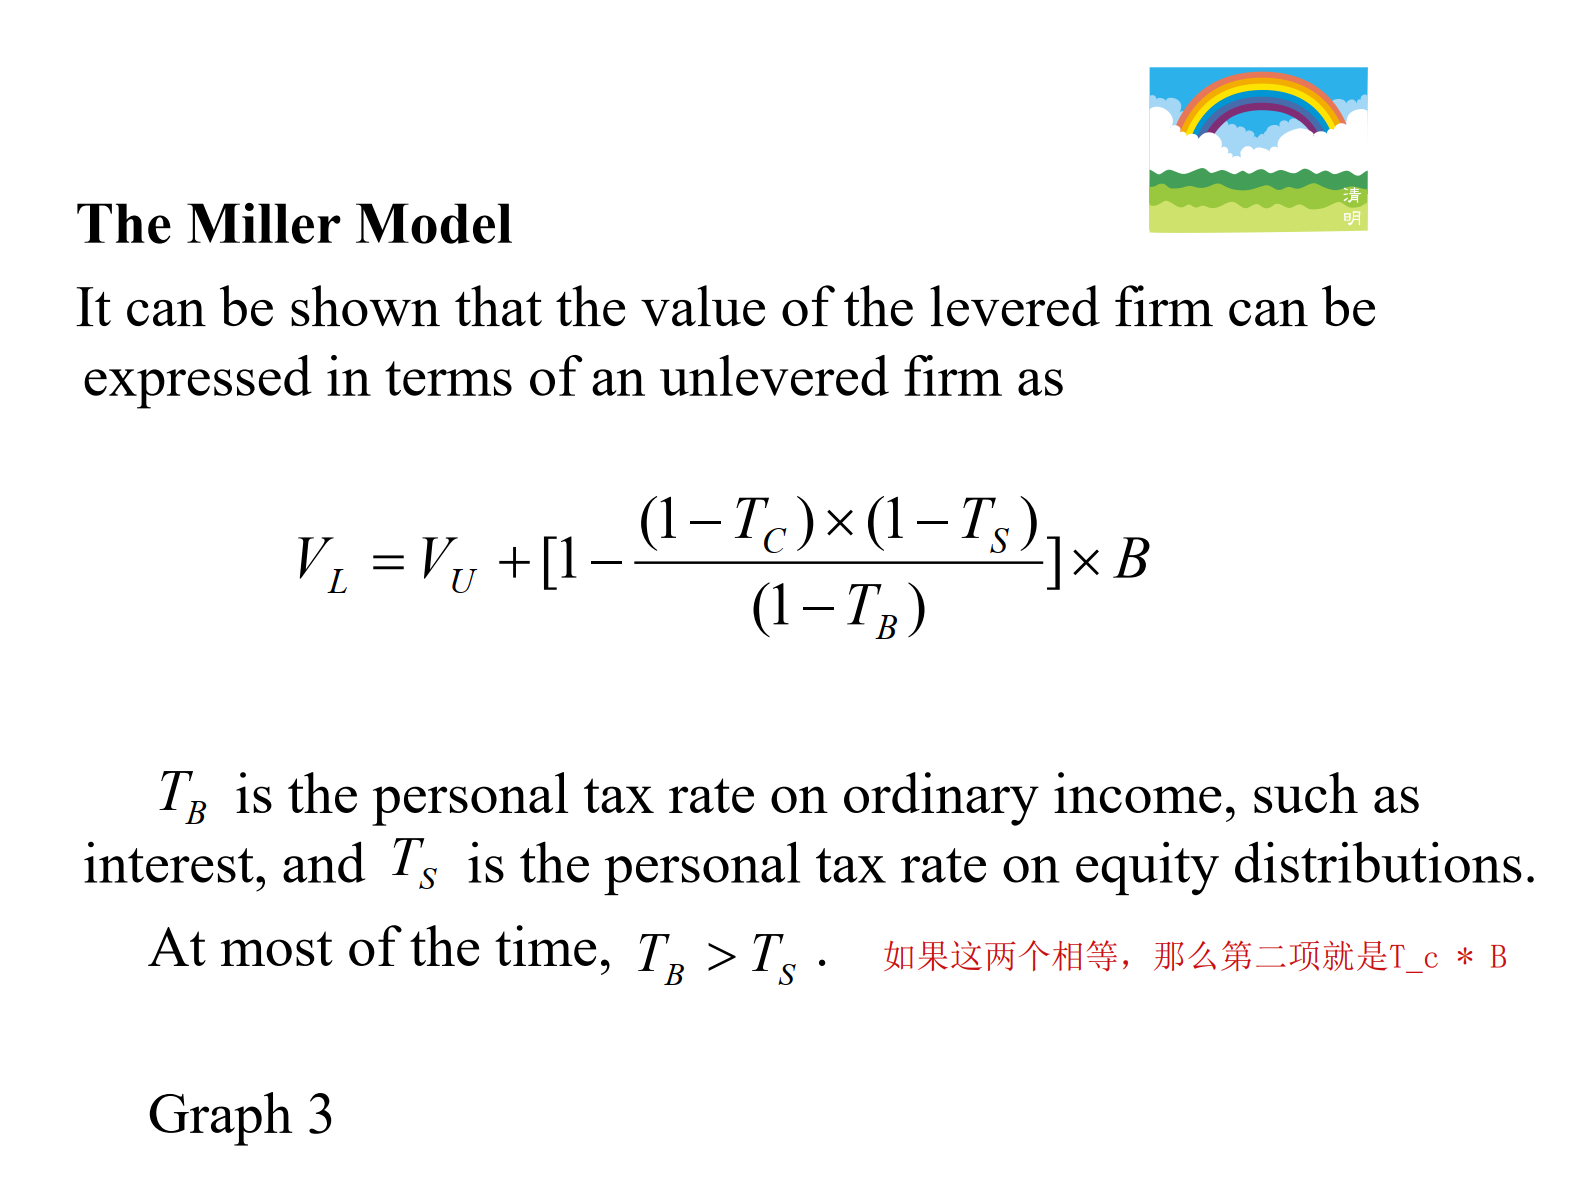 清
明
The Miller Model
It can be shown that the value of the levered firm can be
expressed in terms of an unlevered firm as
V_L = V_U + [1 − \frac{(1 − T_C) × (1 − T_S)}{(1 − T_B)}] × B
T_B is the personal tax rate on ordinary income, such as
interest, and T_S is the personal tax rate on equity distributions.
At most of the time, T_B > T_S . 如果这两个相等，那么第二项就是T_c * B
Graph 3